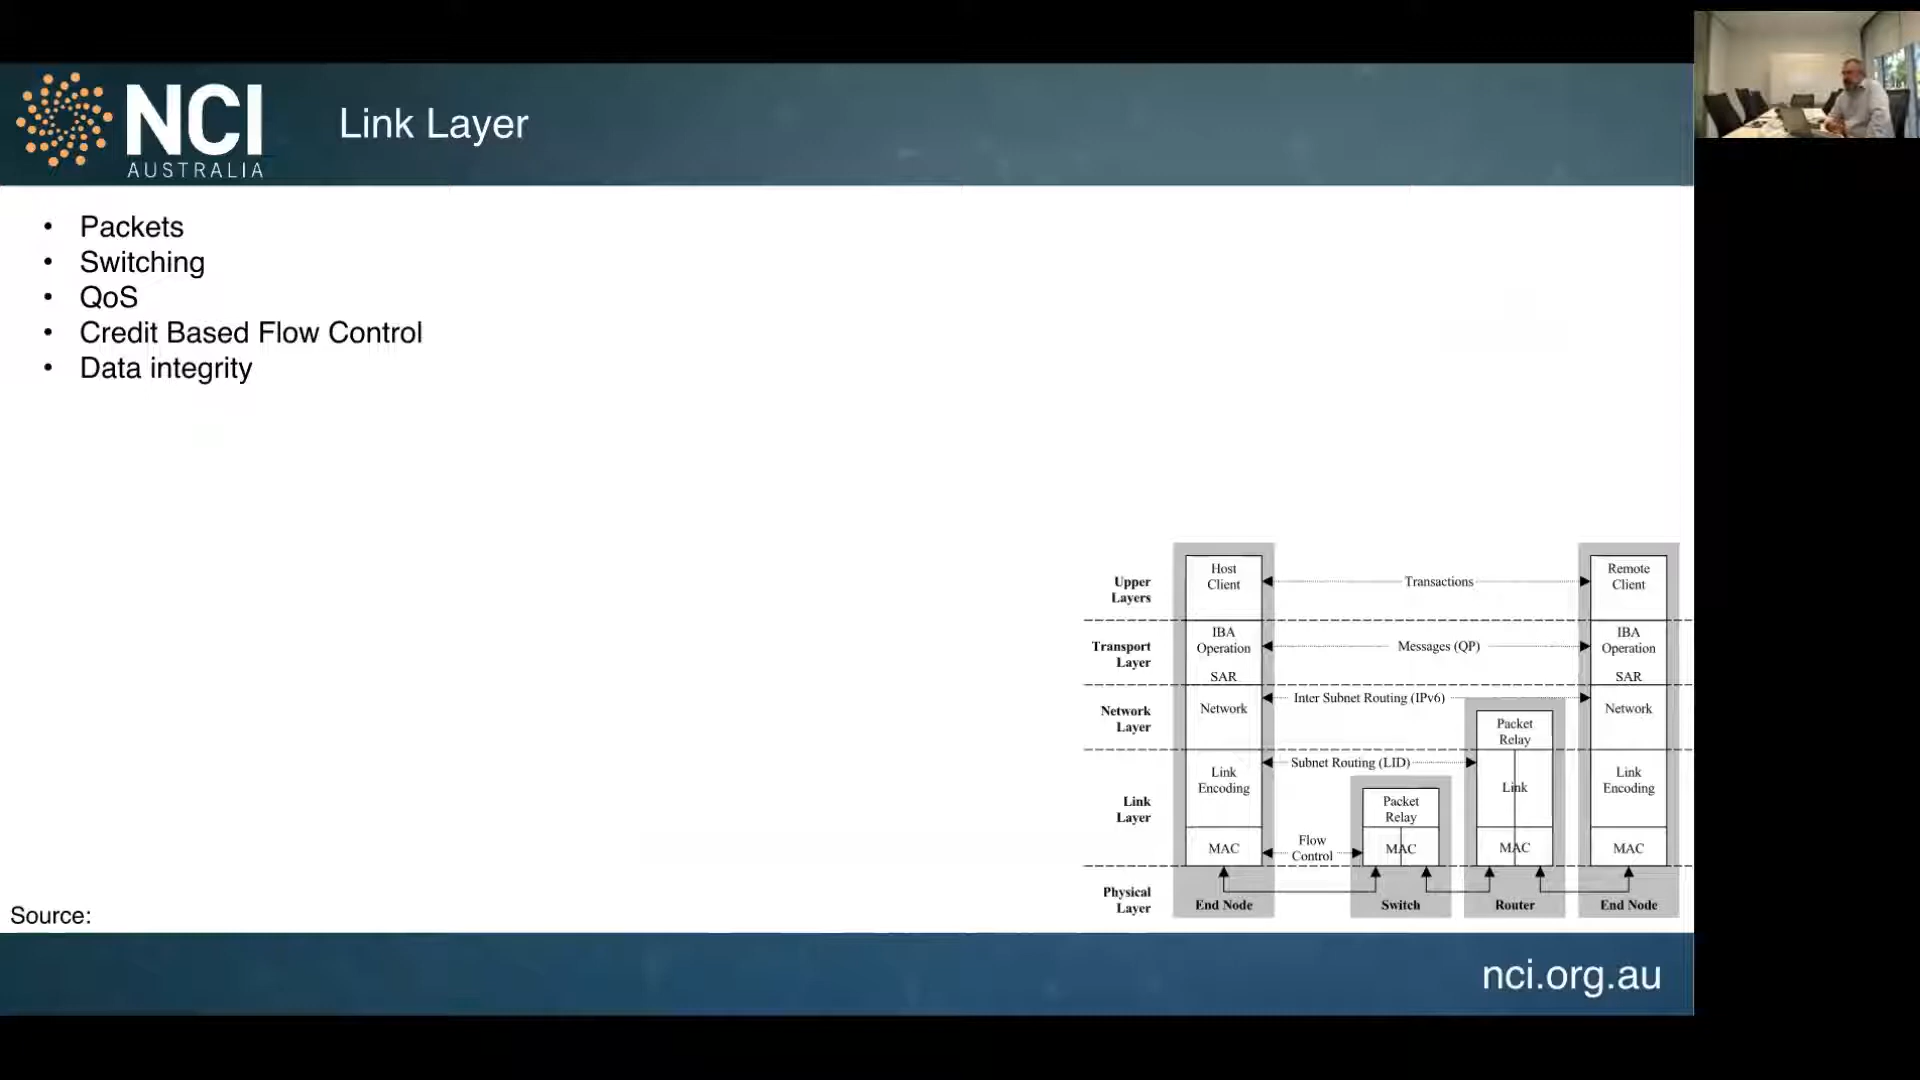 NCI
AUSTRALIA
Link Layer
• Packets
• Switching
• QoS
• Credit Based Flow Control
• Data integrity
Upper
Layers
Host
Client
Transactions
Remote
Client
Transport
Layer
IBA
Operation
SAR
Messages (QP)
IBA
Operation
SAR
Network
Layer
Network
Inter Subnet Routing (IPv6)
Network
Packet
Relay
Link
Layer
Link
Encoding
Subnet Routing (LID)
Link
Link
Encoding
Packet
Relay
MAC
Flow
Control
MAC
MAC
MAC
Physical
Layer
End Node
Switch
Router
End Node
Source:
nci.org.au